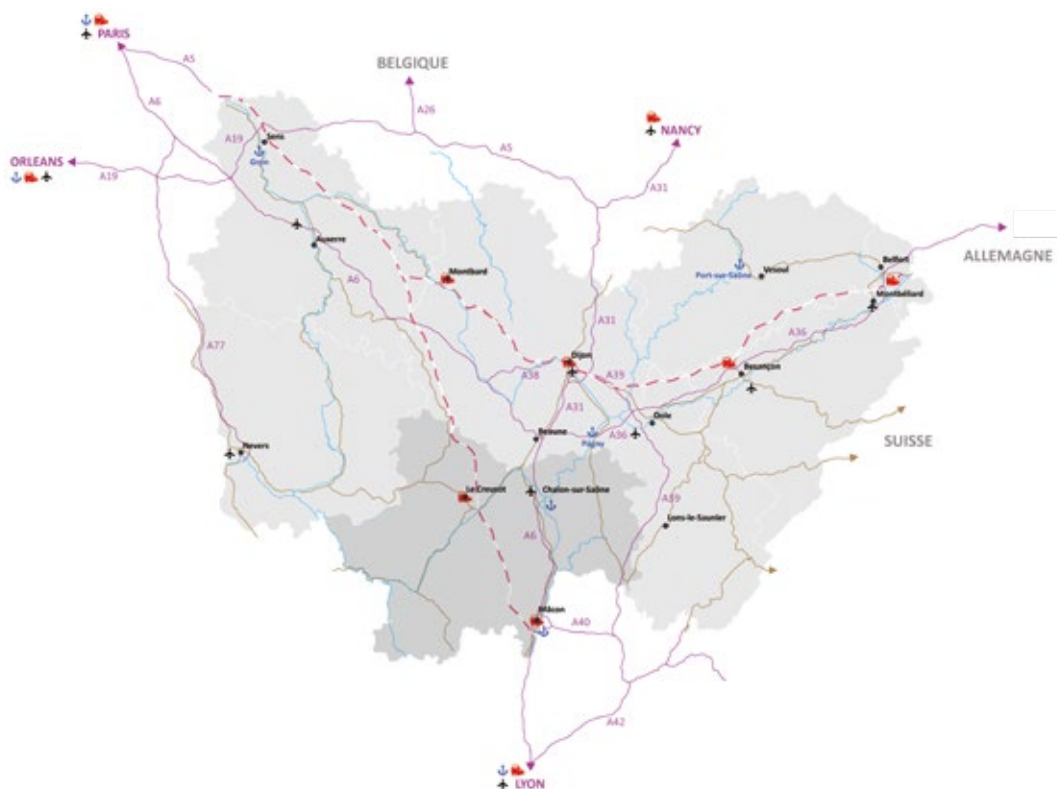 PARIS
A5
BELGIQUE
A6
A26
A19
Sens
Gron
A5
NANCY
ORLEANS
A19
A31
Auxerre
ALLEMAGNE
Belfort
Port-sur-Saône
Vesoul
Montbard
A6
Montbéliard
A31
A36
A77
Dijon
A38
A39
Besançon
A31
Dole
Beaune
Pagny
A36
SUISSE
Nevers
Le Creusot
Chalon-sur-Saône
A39
Lons-le-Saunier
A6
Mâcon
A40
A42
LYON